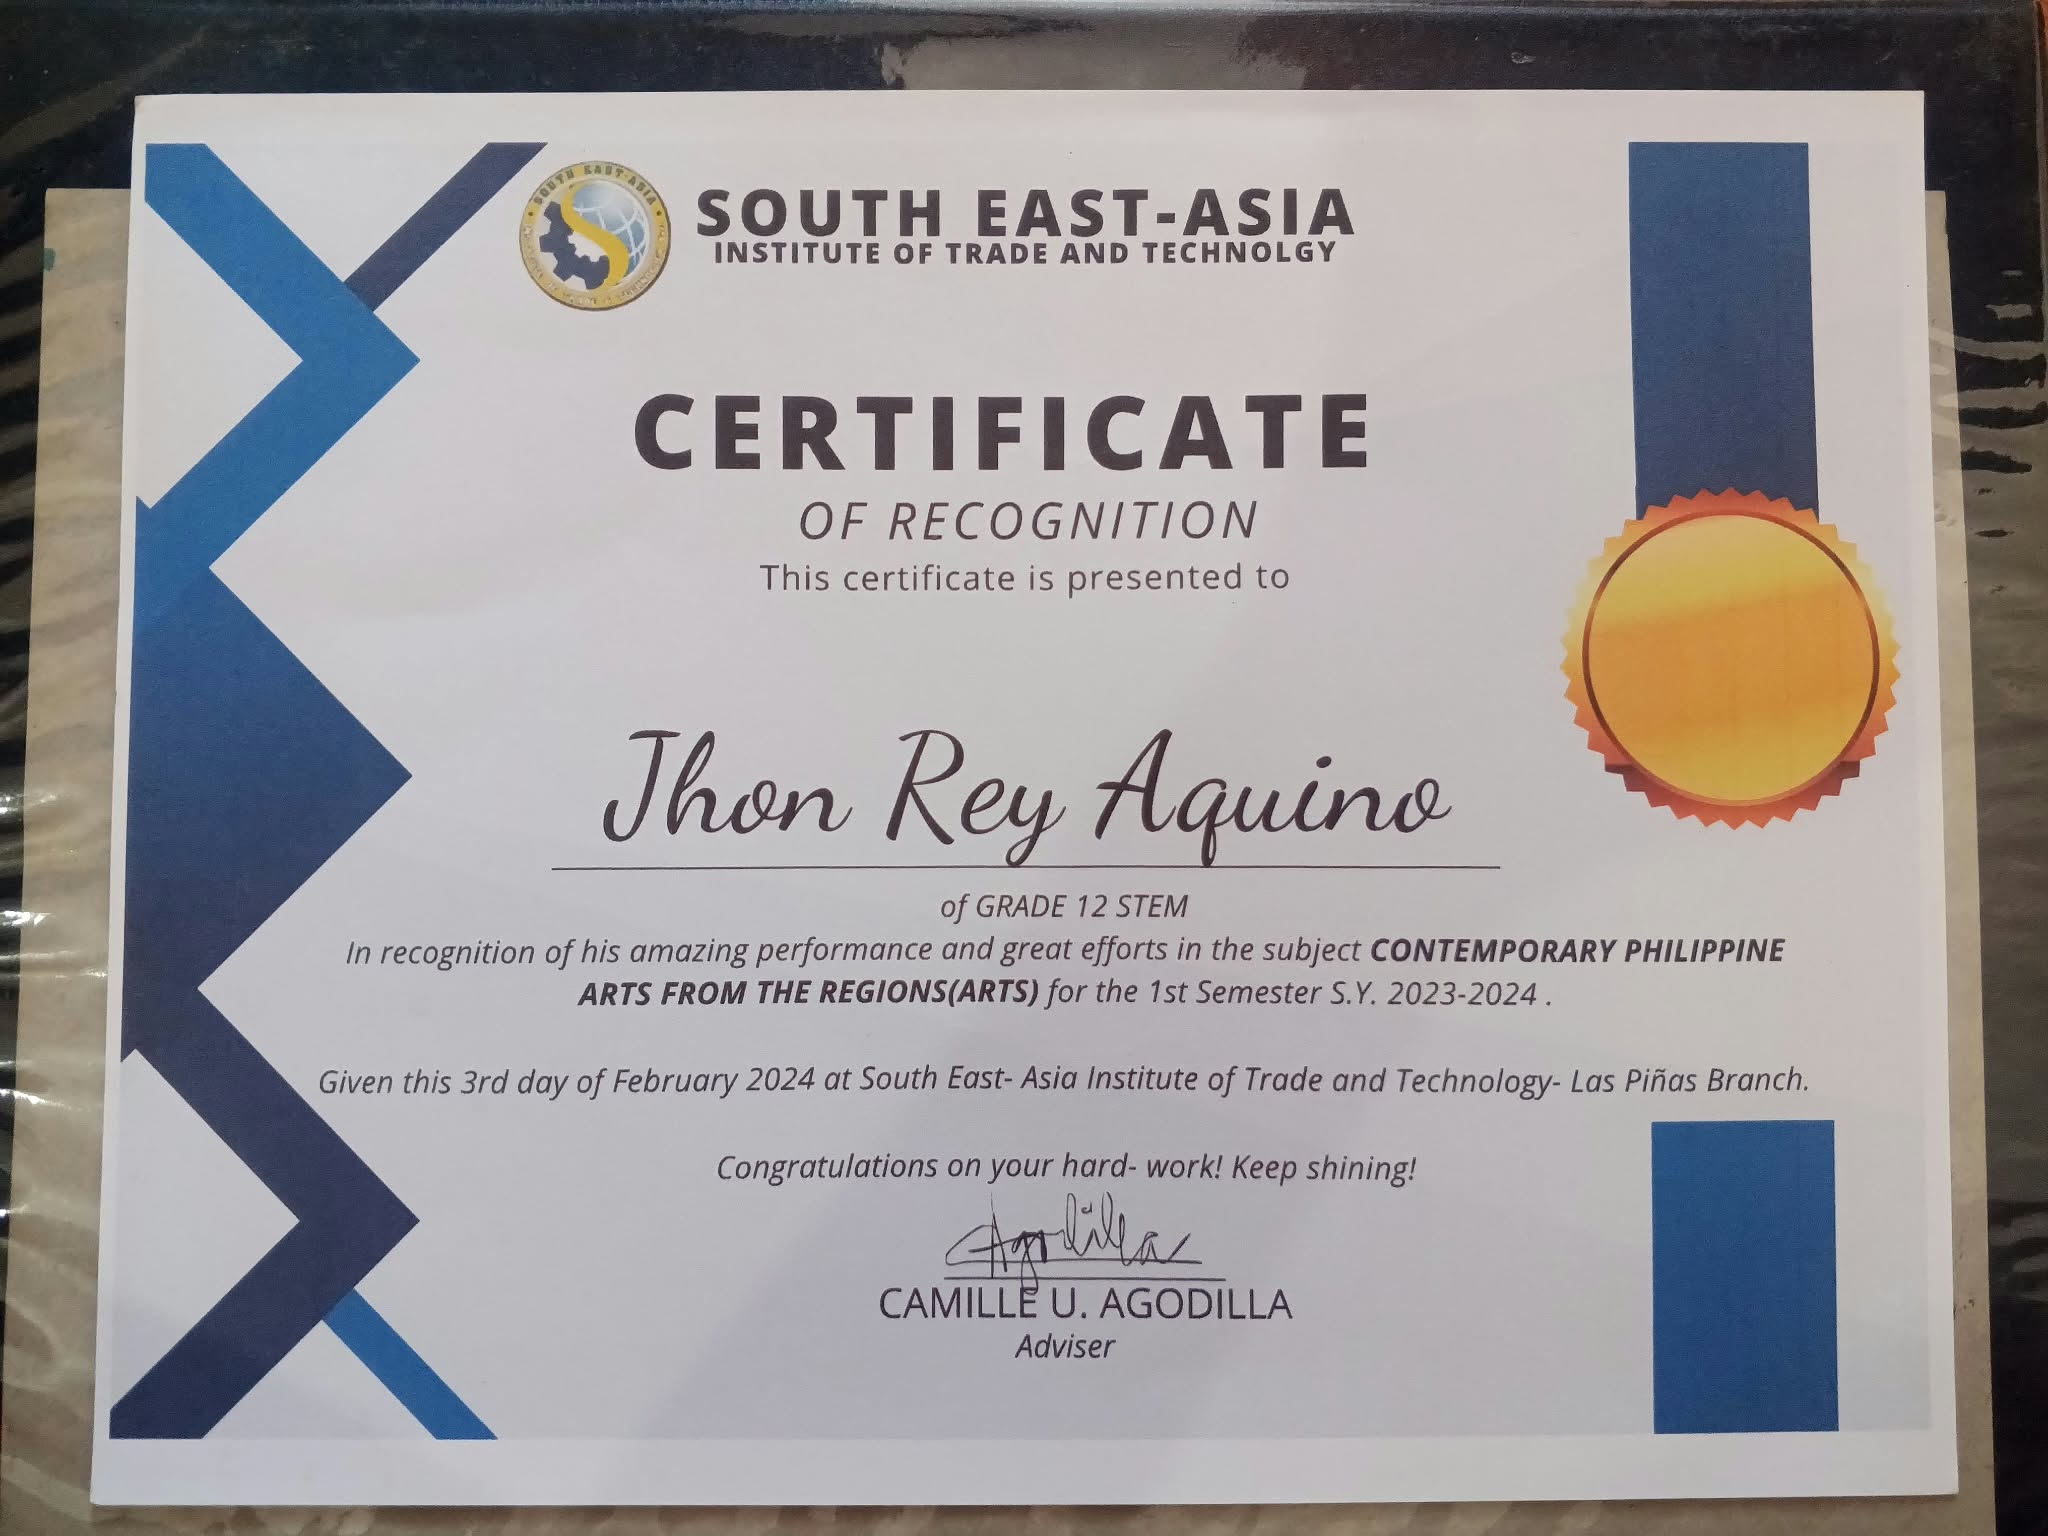 SOUTH EAST-ASIA
SOUTH EAST-ASIA
INSTITUTE OF TRADE AND TECHNOLGY
CERTIFICATE
OF RECOGNITION
This certificate is presented to
Jhon Rey Aquino
of GRADE 12 STEM
In recognition of his amazing performance and great efforts in the subject CONTEMPORARY PHILIPPINE
ARTS FROM THE REGIONS(ARTS) for the 1st Semester S.Y. 2023-2024 .
Given this 3rd day of February 2024 at South East- Asia Institute of Trade and Technology- Las Piñas Branch.
Congratulations on your hard- work! Keep shining!
CAgodilla
CAMILLE U. AGODILLA
Adviser